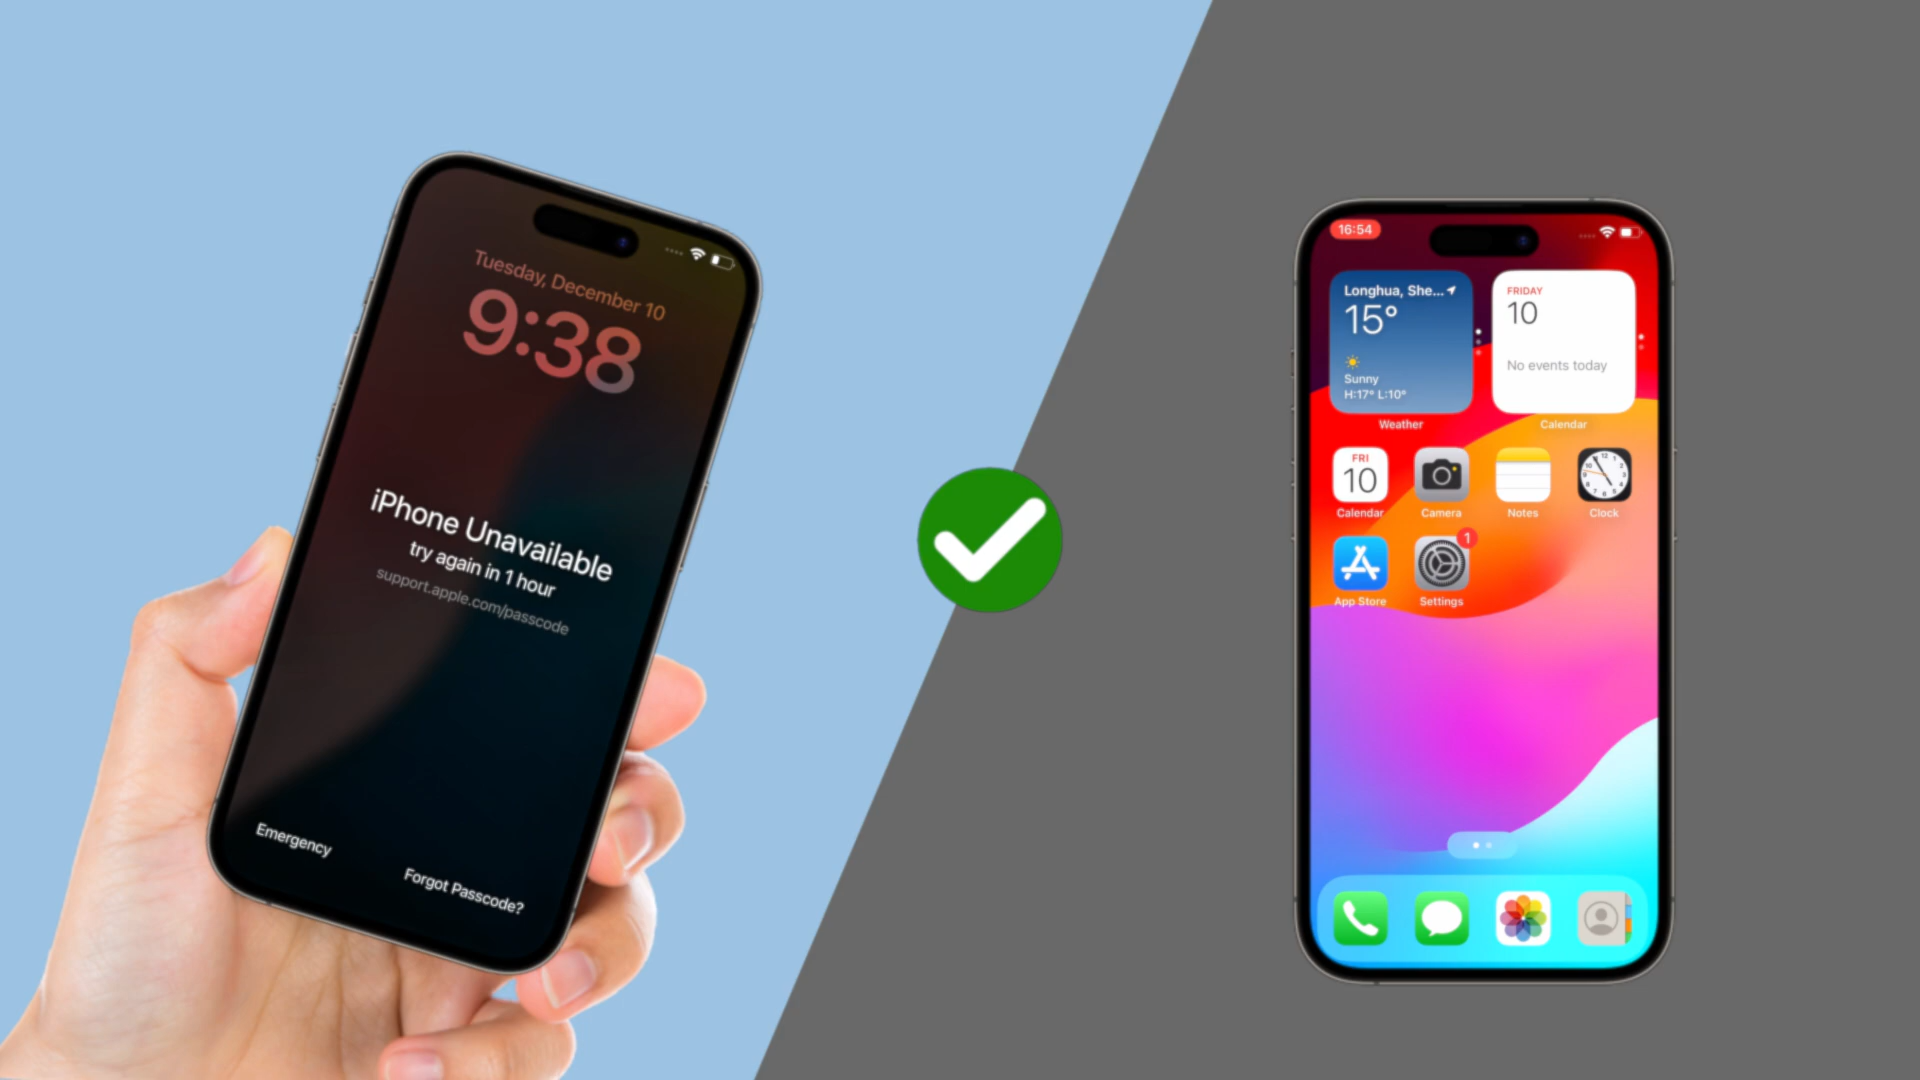 Tuesday, December 10
9:38
iPhone Unavailable
try again in 1 hour
support.apple.com/passcode
Emergency
Forgot Passcode?
16:54
Longhua, She...
15°
Sunny
H:17° L:10°
Weather
FRIDAY
10
No events today
Calendar
FRI
10
Calendar
Camera
Notes
Clock
1
App Store
Settings